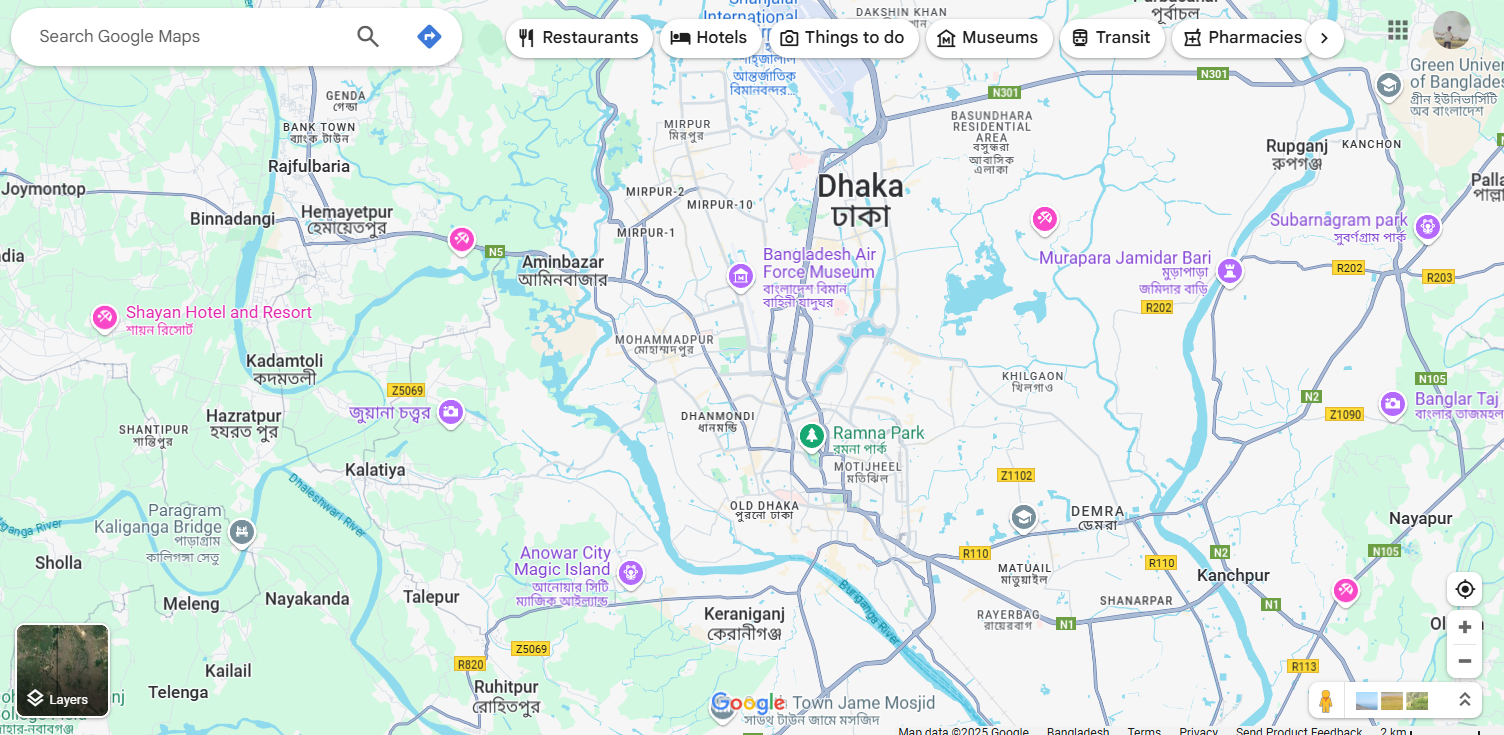 Search Google Maps
Restaurants
Hotels
Things to do
Museums
Transit
Pharmacies
International
আন্তর্জাতিক
বিমানবন্দর...
DAKSHIN KHAN
পূর্বাচল
N301
N301
Green Univer
of Banglades
গ্রীন ইউনিভার্সিটি
অব বাংলাদেশ
GENDA
গেন্ডা
BANK TOWN
ব্যাংক টাউন
Rajfulbaria
MIRPUR
মিরপুর
BASUNDHARA
RESIDENTIAL
AREA
বসুন্ধরা
আবাসিক
এলাকা
Rupganj
রুপগঞ্জ
KANCHON
Joymontop
Binnadangi
Hemayetpur
হেমায়েতপুর
MIRPUR-2
MIRPUR-10
MIRPUR-1
Dhaka
ঢাকা
Subarnagram park
সুবর্ণগ্রাম পার্ক
N5
Aminbazar
আমিনবাজার
Bangladesh Air
Force Museum
বাংলাদেশ বিমান
বাহিনী যাদুঘর
Murapara Jamidar Bari
মুড়াপাড়া
জমিদার বাড়ি
R202
R203
R202
Shayan Hotel and Resort
শায়ন রিসোর্ট
MOHAMMADPUR
মোহাম্মদপুর
Kadamtoli
কদমতলী
Z5069
জুয়ানা চত্ত্বর
KHILGAON
খিলগাও
N105
N2
Z1090
Banglar Taj
বাংলার তাজমহল
Hazratpur
হযরত পুর
SHANTIPUR
শান্তিপুর
DHANMONDI
ধানমন্ডি
Ramna Park
রমনা পার্ক
MOTIJHEEL
মতিঝিল
Kalatiya
Dhaleshwari River
Z1102
OLD DHAKA
পুরনো ঢাকা
DEMRA
ডেমরা
Nayapur
Paragram
Kaliganga Bridge
পাড়াগ্রাম
কালিগঙ্গা সেতু
Sholla
Anowar City
Magic Island
আনোয়ার সিটি
ম্যাজিক আইল্যান্ড
R110
R110
N2
N105
MATUAIL
মাতুয়াইল
Kanchpur
Meleng
Nayakanda
Talepur
Keraniganj
কেরানীগঞ্জ
Buriganga River
RAYERBAG
রায়েরবাগ
SHANARPAR
N1
N1
Z5069
R820
R113
Kailail
Telenga
Ruhitpur
রোহিতপুর
Layers
Google
Town Jame Mosjid
সাউথ টাউন জামে মসজিদ
Map data ©2025 Google
Bangladesh
Terms
Privacy
Send Product Feedback
2 km